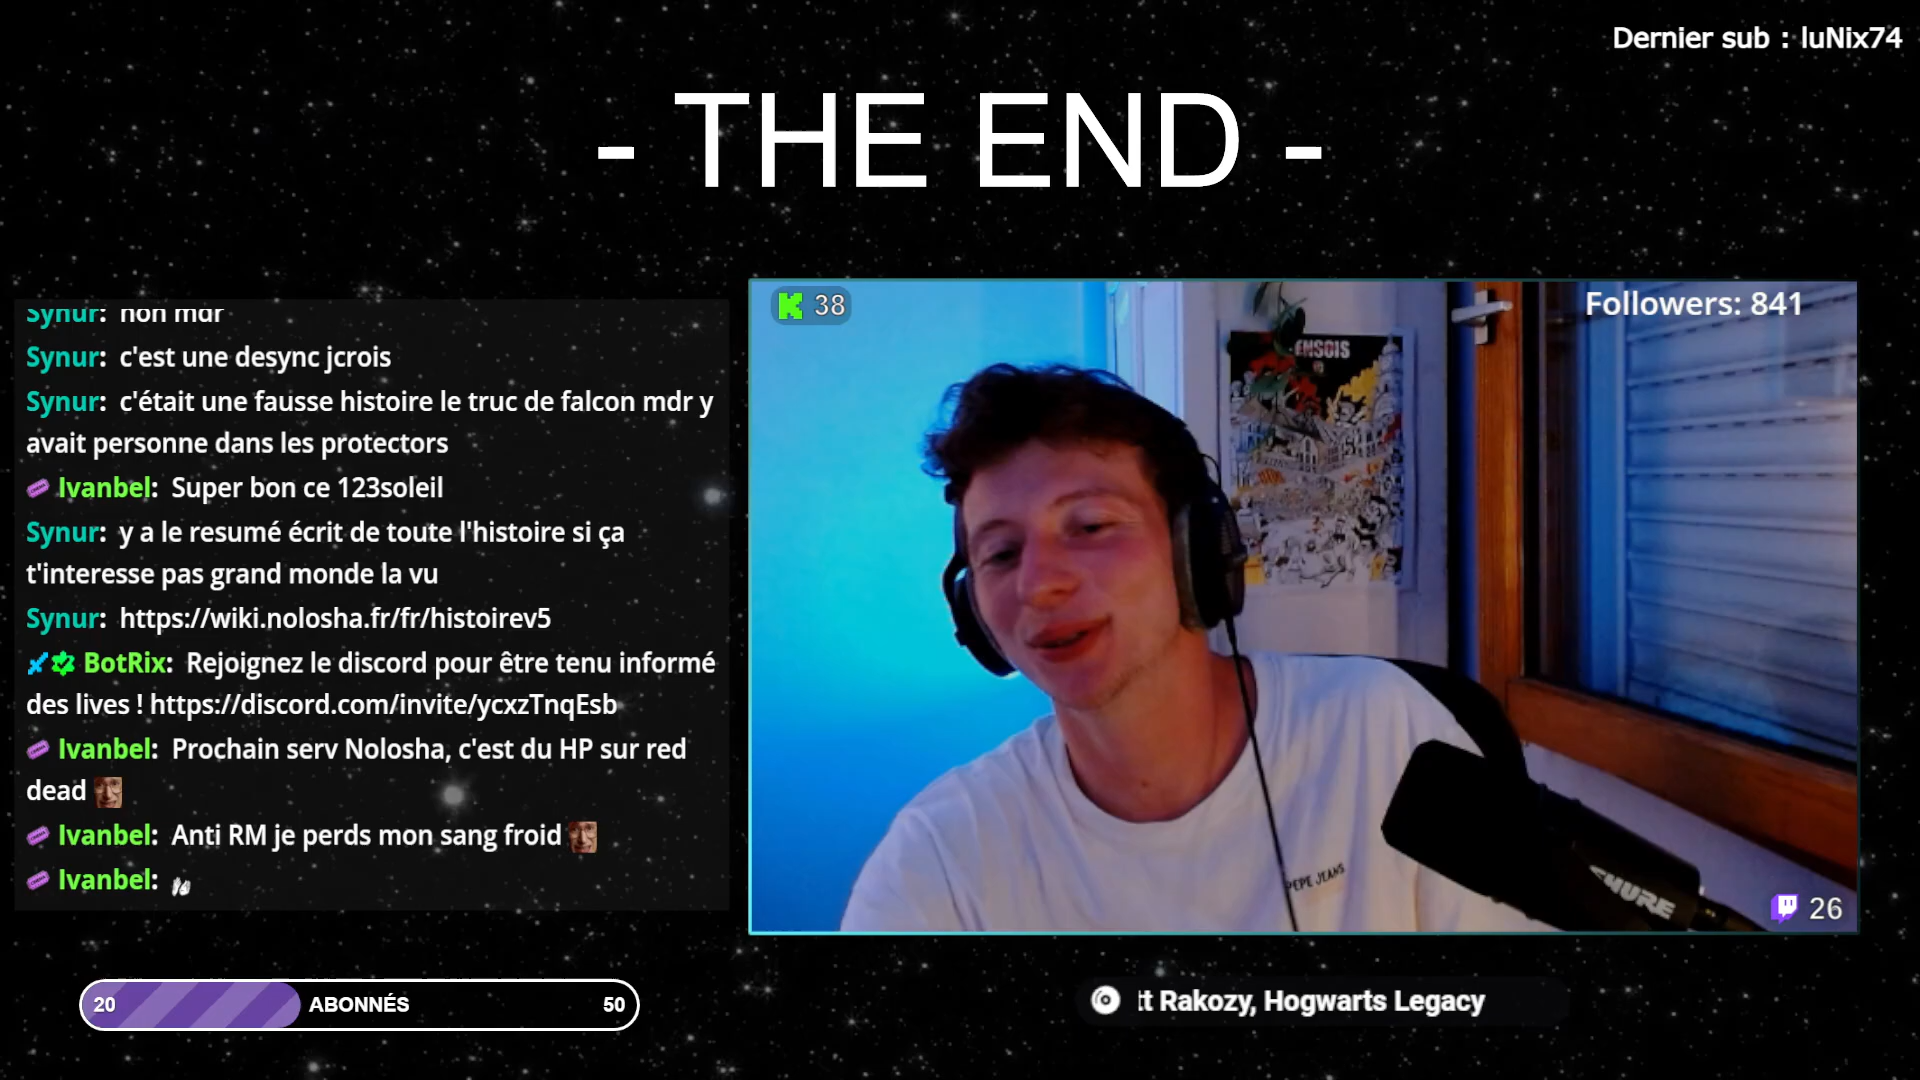 Dernier sub : luNix74
- THE END -
Synur: non mdr
Synur: c'est une desync jcrois
Synur: c'était une fausse histoire le truc de falcon mdr y
avait personne dans les protectors
Ivanbel: Super bon ce 123soleil
Synur: y a le resumé écrit de toute l'histoire si ça
t'interesse pas grand monde la vu
Synur: https://wiki.nolosha.fr/fr/histoirev5
BotRix: Rejoignez le discord pour être tenu informé
des lives ! https://discord.com/invite/ycxzTnqEsb
Ivanbel: Prochain serv Nolosha, c'est du HP sur red
dead
Ivanbel: Anti RM je perds mon sang froid
Ivanbel:
38
Followers: 841
ENSOIS
PEPE JEANS
SHURE
26
20 ABONNÉS 50
tt Rakozy, Hogwarts Legacy